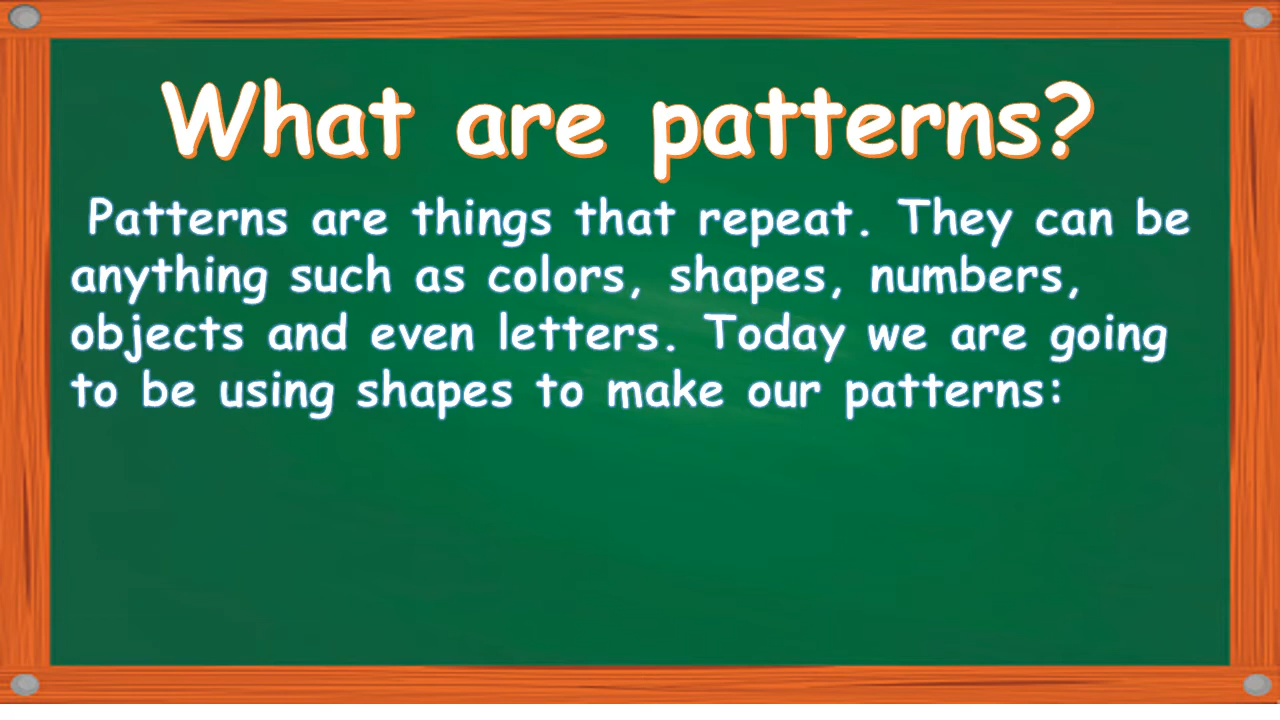 What are patterns?
Patterns are things that repeat. They can be
anything such as colors, shapes, numbers,
objects and even letters. Today we are going
to be using shapes to make our patterns: